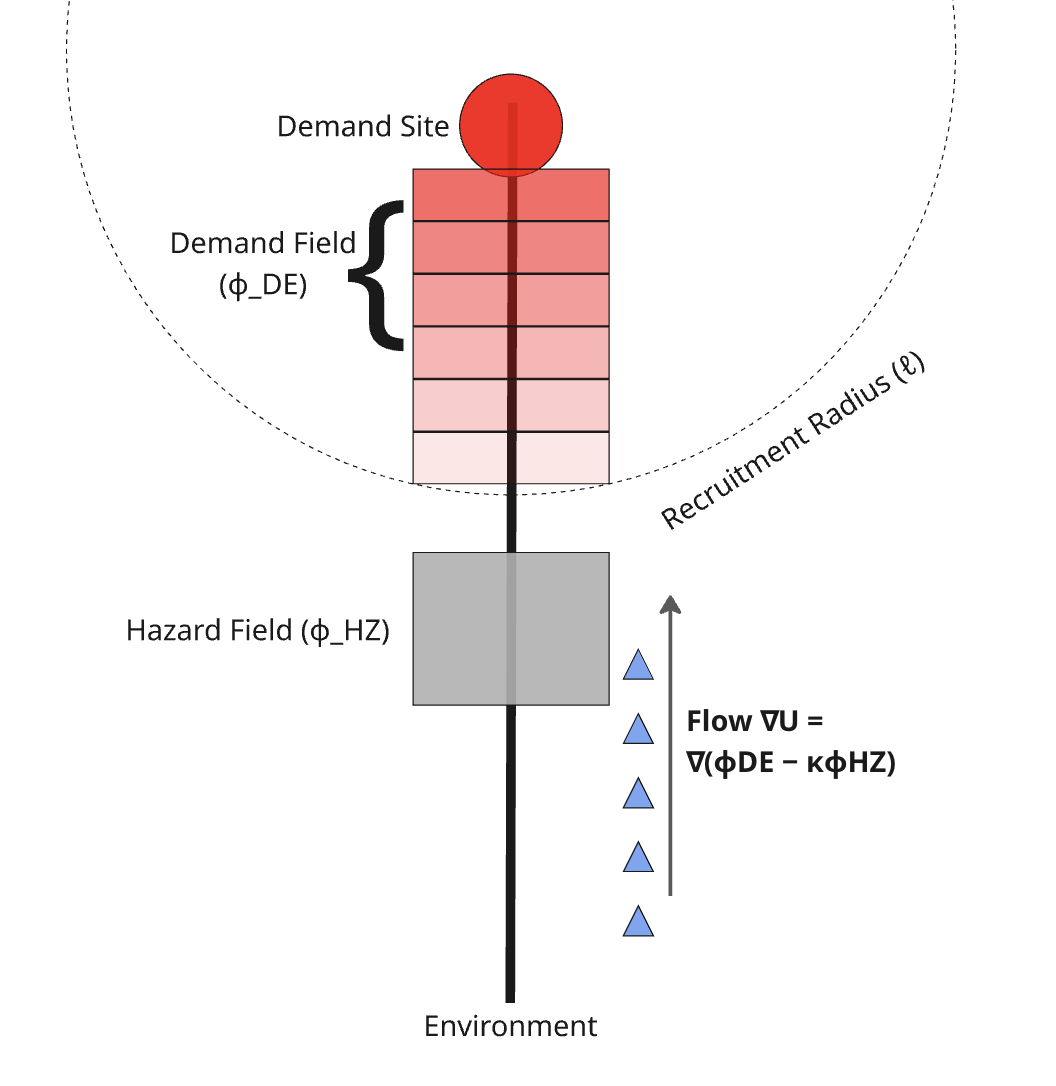 Demand Site
Demand Field
(ϕ_DE)
Recruitment Radius (ℓ)
Hazard Field (ϕ_HZ)
Flow ∇U =
∇(ϕDE − κϕHZ)
Environment